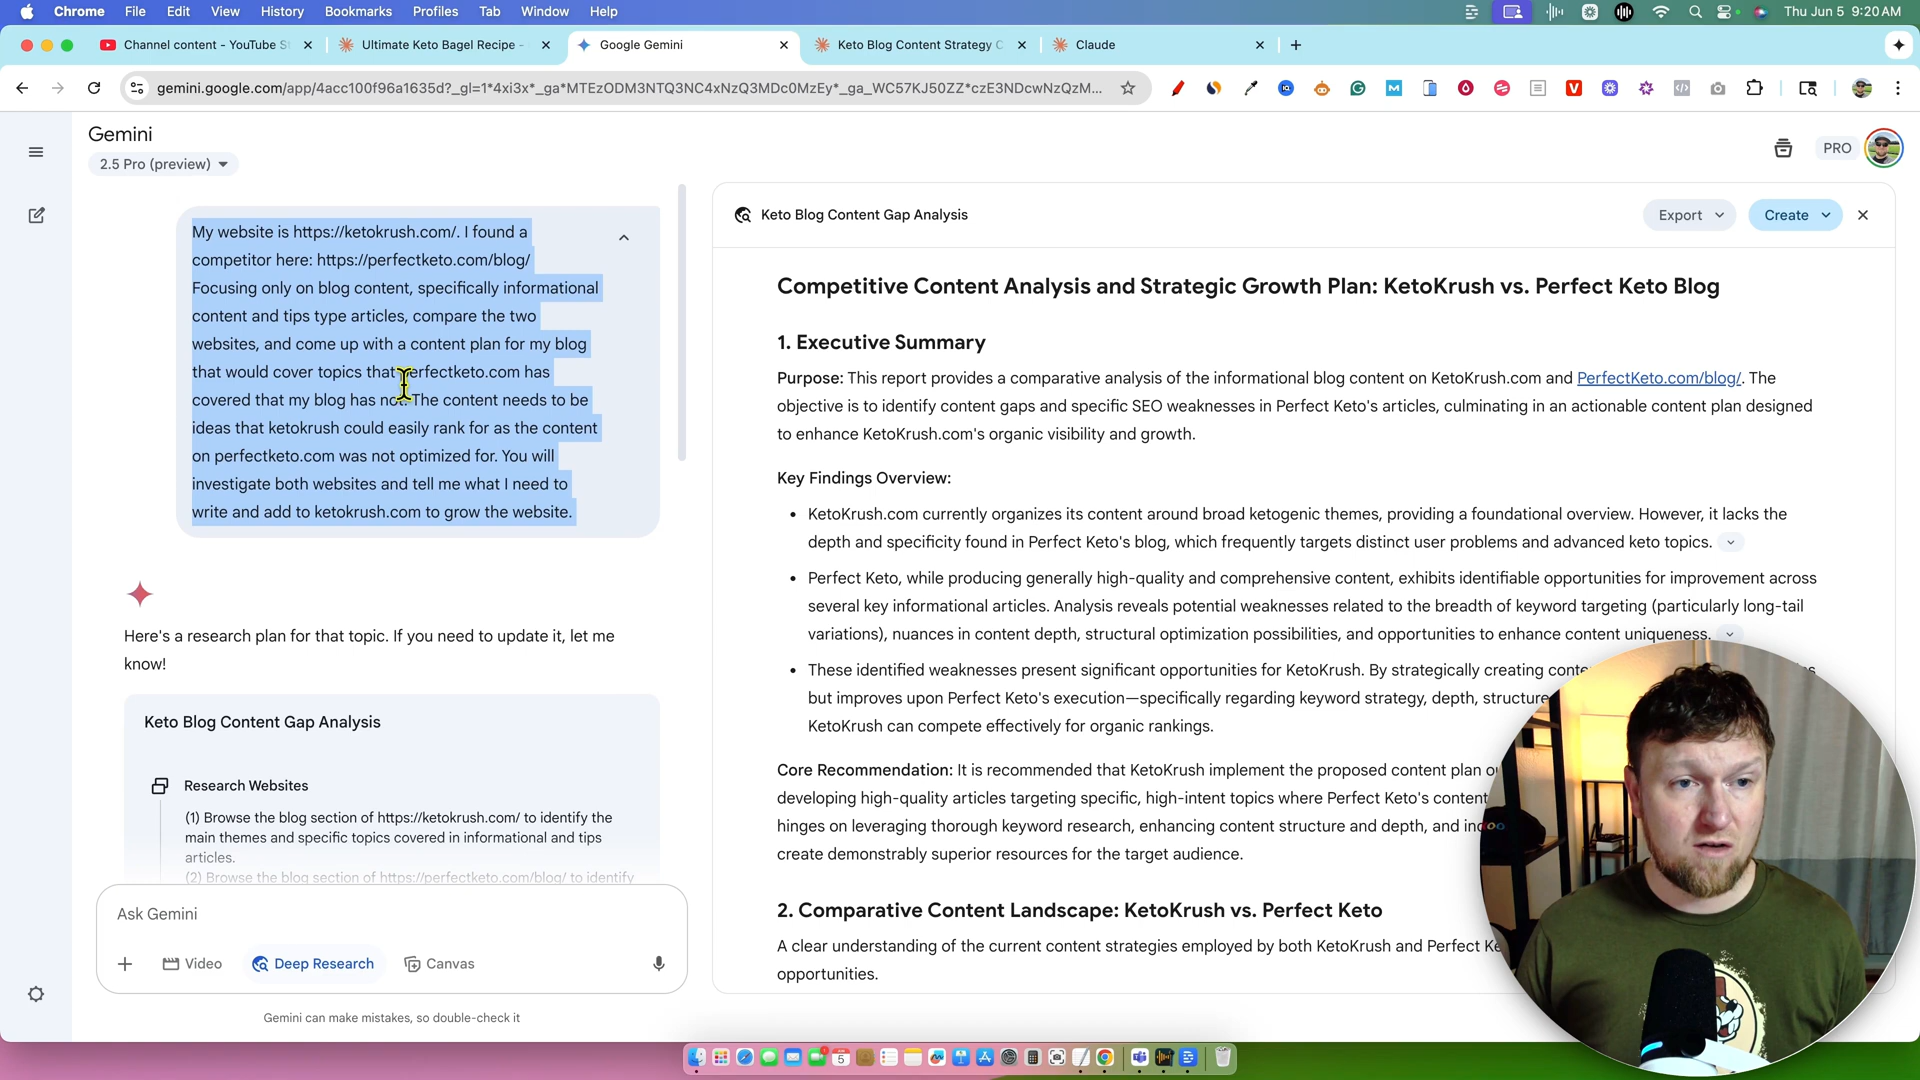 Chrome File Edit View History Bookmarks Profiles Tab Window Help
Thu Jun 5 9:20 AM
Channel content - YouTube S
Ultimate Keto Bagel Recipe -
Google Gemini
Keto Blog Content Strategy C
Claude
gemini.google.com/app/4acc100f96a1635d?_gl=1*4xi3x*_ga*MTEzODM3NTQ3NC4xNzQ3MDc0MzEy*_ga_WC57KJ50ZZ*czE3NDcwNzQzM...
Gemini
2.5 Pro (preview)
PRO
My website is https://ketokrush.com/. I found a
competitor here: https://perfectketo.com/blog/
Focusing only on blog content, specifically informational
content and tips type articles, compare the two
websites, and come up with a content plan for my blog
that would cover topics that perfectketo.com has
covered that my blog has not. The content needs to be
ideas that ketokrush could easily rank for as the content
on perfectketo.com was not optimized for. You will
investigate both websites and tell me what I need to
write and add to ketokrush.com to grow the website.
Here's a research plan for that topic. If you need to update it, let me
know!
Keto Blog Content Gap Analysis
Research Websites
(1) Browse the blog section of https://ketokrush.com/ to identify the
main themes and specific topics covered in informational and tips
articles.
(2) Browse the blog section of https://perfectketo.com/blog/ to identify
Ask Gemini
Video
Deep Research
Canvas
Gemini can make mistakes, so double-check it
Keto Blog Content Gap Analysis
Export
Create
Competitive Content Analysis and Strategic Growth Plan: KetoKrush vs. Perfect Keto Blog
1. Executive Summary
Purpose: This report provides a comparative analysis of the informational blog content on KetoKrush.com and PerfectKeto.com/blog/. The
objective is to identify content gaps and specific SEO weaknesses in Perfect Keto's articles, culminating in an actionable content plan designed
to enhance KetoKrush.com's organic visibility and growth.
Key Findings Overview:
• KetoKrush.com currently organizes its content around broad ketogenic themes, providing a foundational overview. However, it lacks the
depth and specificity found in Perfect Keto's blog, which frequently targets distinct user problems and advanced keto topics.
• Perfect Keto, while producing generally high-quality and comprehensive content, exhibits identifiable opportunities for improvement across
several key informational articles. Analysis reveals potential weaknesses related to the breadth of keyword targeting (particularly long-tail
variations), nuances in content depth, structural optimization possibilities, and opportunities to enhance content uniqueness.
• These identified weaknesses present significant opportunities for KetoKrush. By strategically creating
but improves upon Perfect Keto's execution—specifically regarding keyword strategy, depth,
KetoKrush can compete effectively for organic rankings.
Core Recommendation: It is recommended that KetoKrush implement the proposed content plan
developing high-quality articles targeting specific, high-intent topics where Perfect Keto's content
hinges on leveraging thorough keyword research, enhancing content structure and depth, and
create demonstrably superior resources for the target audience.
2. Comparative Content Landscape: KetoKrush vs. Perfect Keto
A clear understanding of the current content strategies employed by both KetoKrush and Perfect
opportunities.